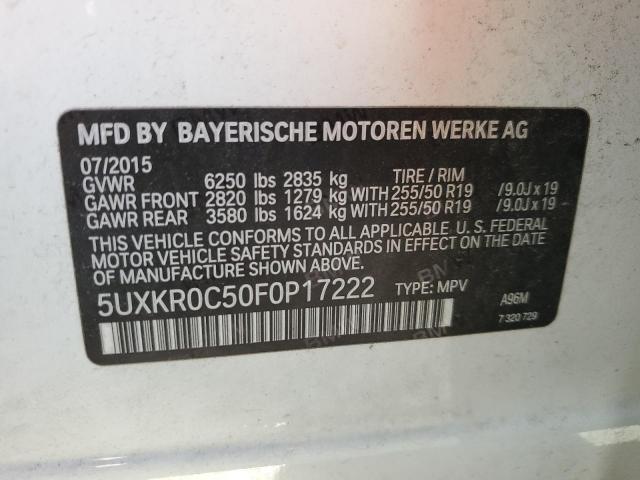 MFD BY BAYERISCHE MOTOREN WERKE AG
07/2015 TIRE / RIM
GVWR 6250 lbs 2835 kg
GAWR FRONT 2820 lbs 1279 kg WITH 255/50 R19 /9.0J x 19
GAWR REAR 3580 lbs 1624 kg WITH 255/50 R19 /9.0J x 19
THIS VEHICLE CONFORMS TO ALL APPLICABLE U. S. FEDERAL
MOTOR VEHICLE SAFETY STANDARDS IN EFFECT ON THE DATE
OF MANUFACTURE SHOWN ABOVE.
5UXKR0C50F0P17222 TYPE: MPV A96M
7 320 729